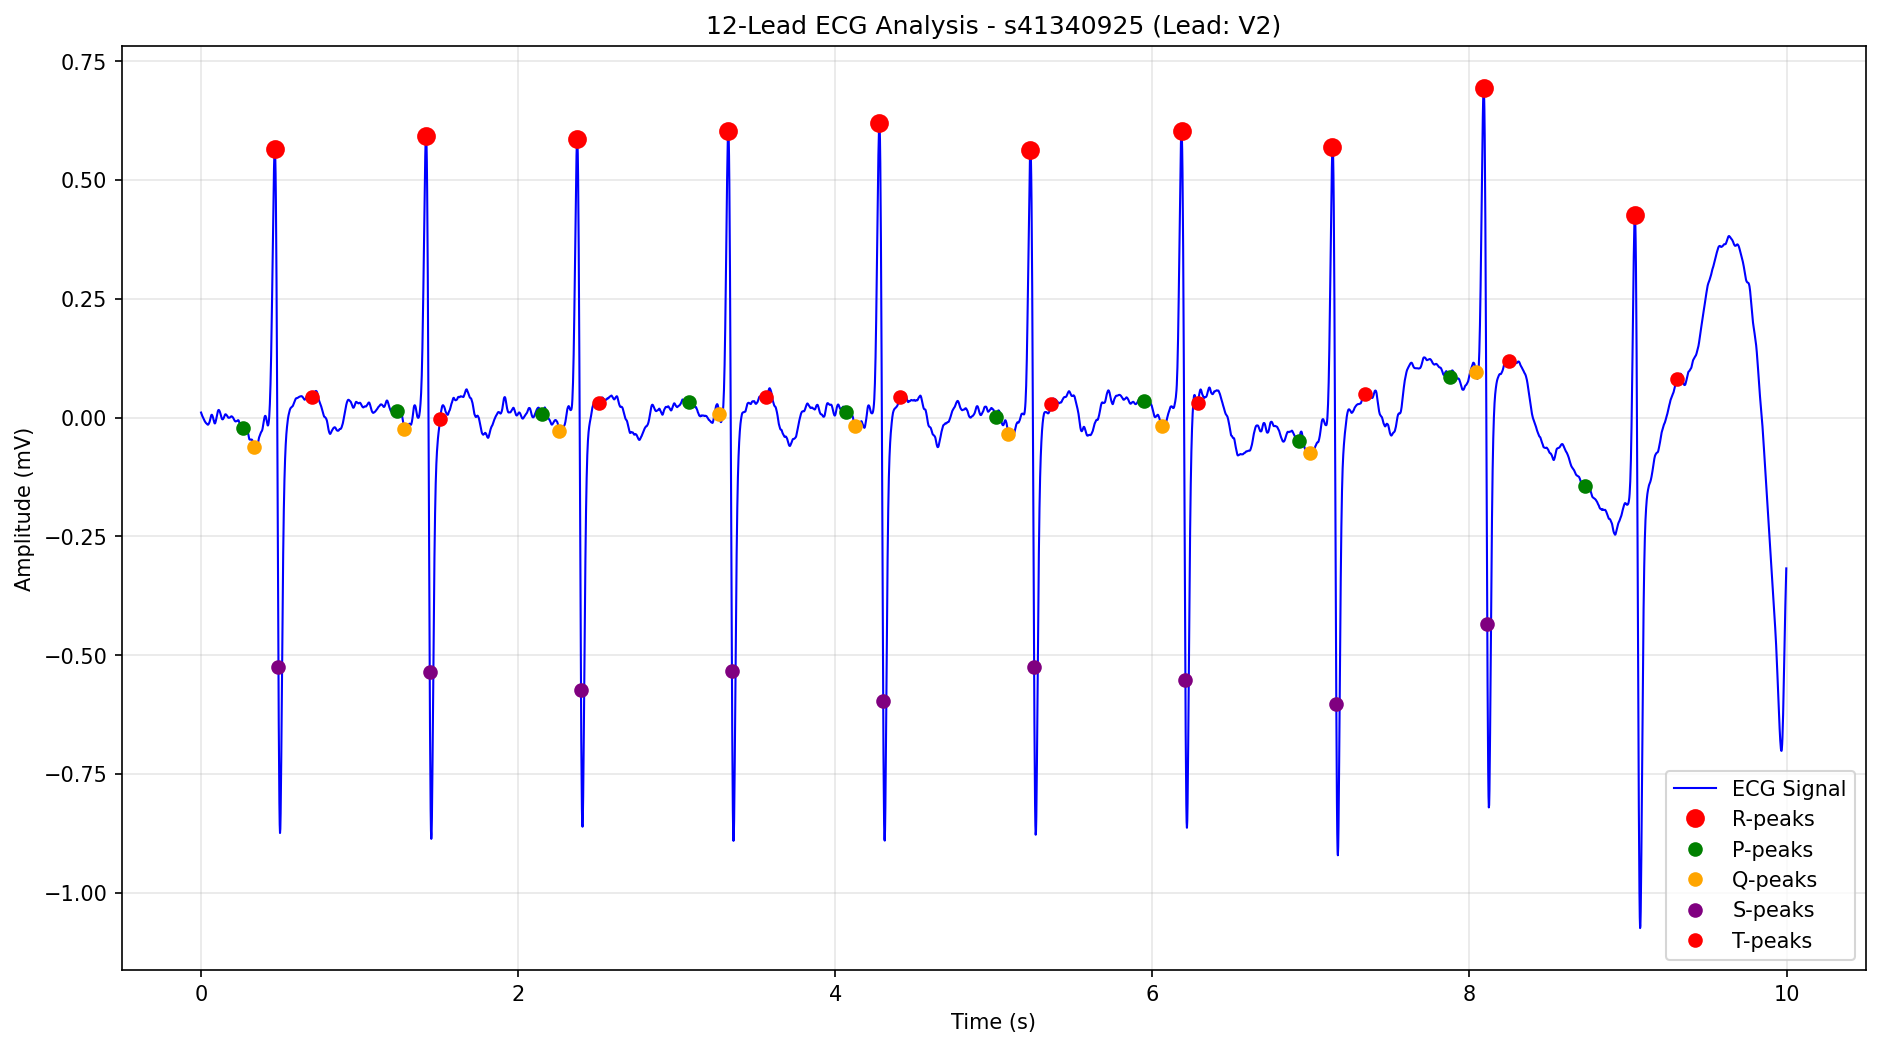 12-Lead ECG Analysis - s41340925 (Lead: V2)
0.75
0.50
0.25
0.00
−0.25
−0.50
−0.75
−1.00
Amplitude (mV)
0
2
4
6
8
10
Time (s)
ECG Signal
R-peaks
P-peaks
Q-peaks
S-peaks
T-peaks